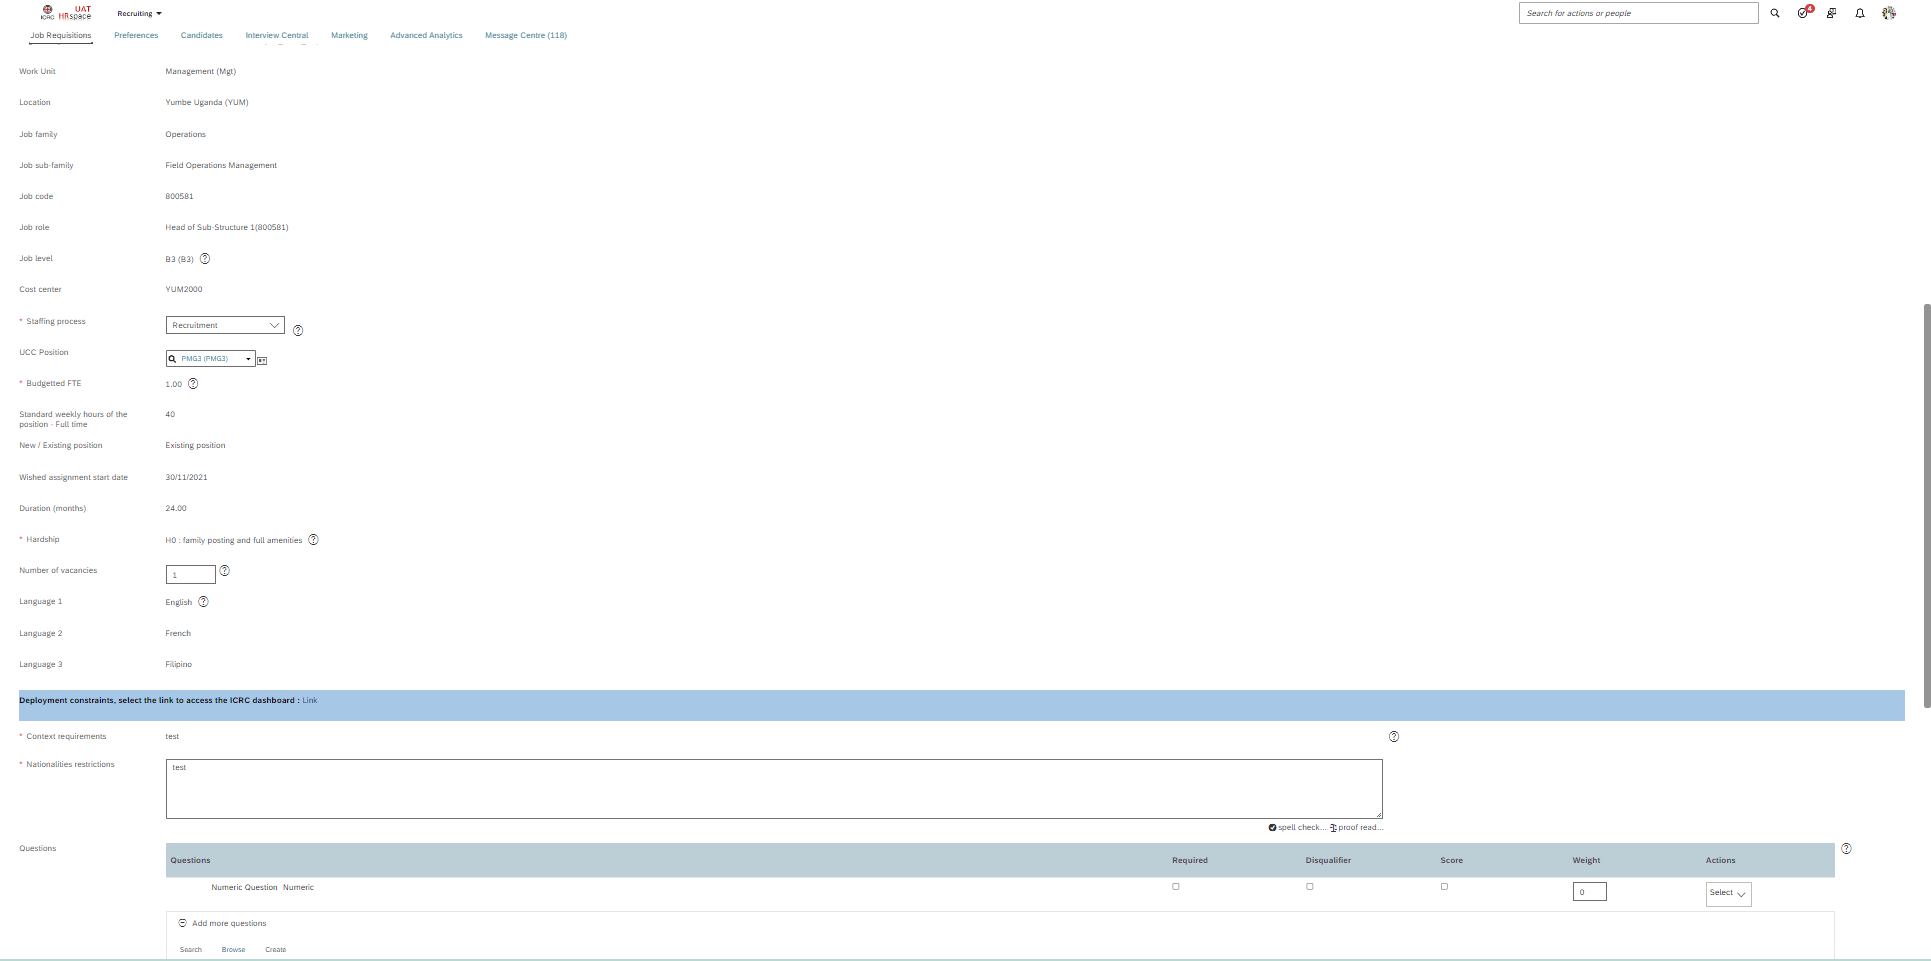 ICRC UAT HRspace Recruiting Search for actions or people 4
Job Requisitions Preferences Candidates Interview Central Marketing Advanced Analytics Message Centre (118)
Work Unit Management (Mgt)
Location Yumbe Uganda (YUM)
Job family Operations
Job sub-family Field Operations Management
Job code 800581
Job role Head of Sub-Structure 1(800581)
Job level B3 (B3) ?
Cost center YUM2000
* Staffing process Recruitment ?
UCC Position PMG3 (PMG3)
* Budgetted FTE 1.00 ?
Standard weekly hours of the
position - Full time 40
New / Existing position Existing position
Wished assignment start date 30/11/2021
Duration (months) 24.00
* Hardship H0 : family posting and full amenities ?
Number of vacancies 1 ?
Language 1 English ?
Language 2 French
Language 3 Filipino
Deployment constraints, select the link to access the ICRC dashboard : Link
* Context requirements test ?
* Nationalities restrictions test
spell check... proof read...
Questions ?
Questions Required Disqualifier Score Weight Actions
Numeric Question Numeric 0 Select
Add more questions
Search Browse Create